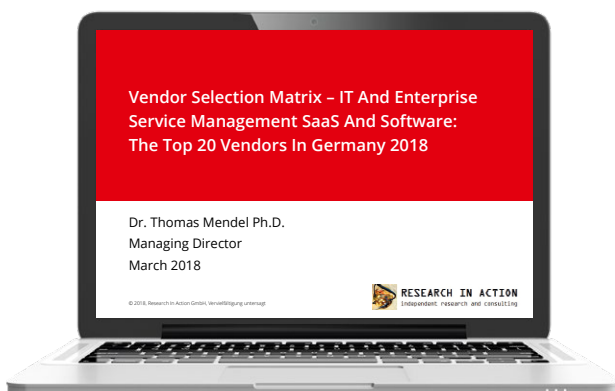 Vendor Selection Matrix – IT And Enterprise
Service Management SaaS And Software:
The Top 20 Vendors In Germany 2018
Dr. Thomas Mendel Ph.D.
Managing Director
March 2018
© 2018, Research in Action GmbH, Vervielfältigung untersagt
RESEARCH IN ACTION
independent research and consulting